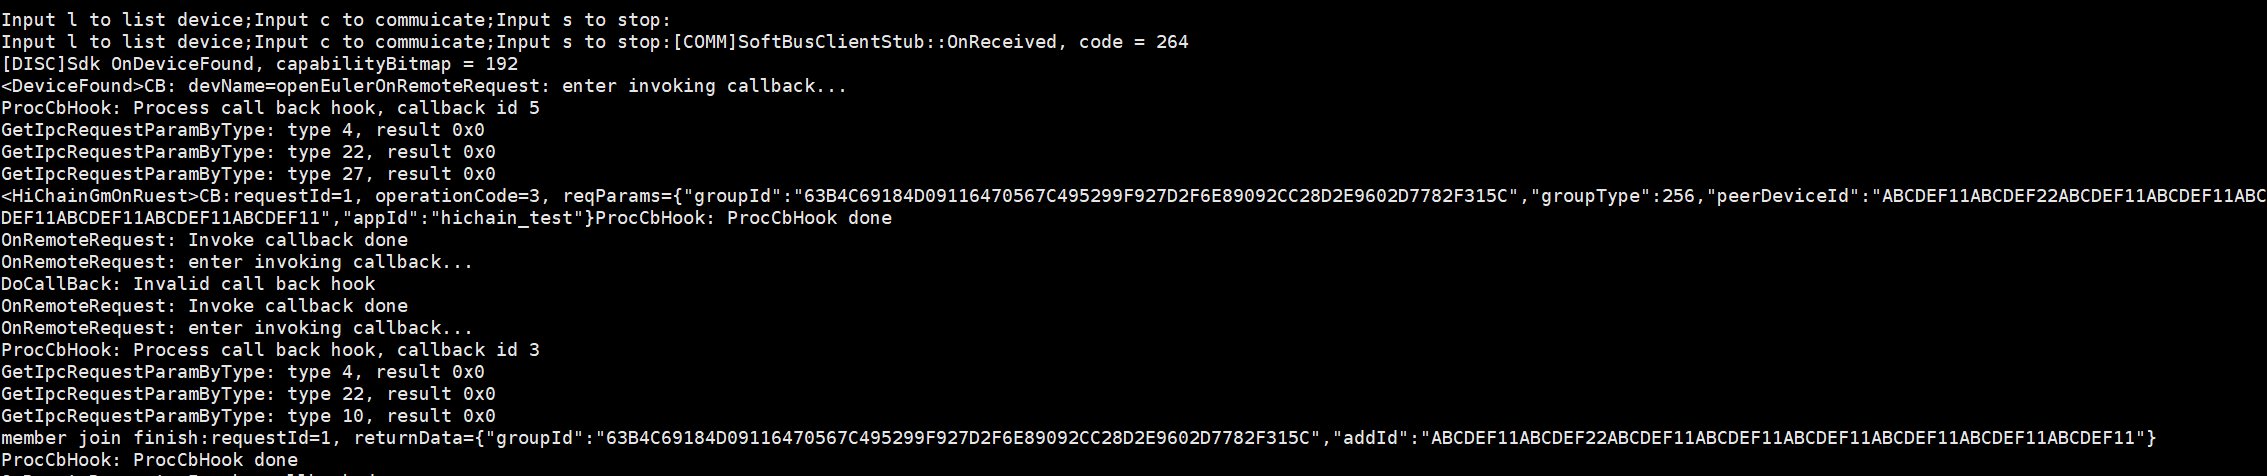 Input l to list device;Input c to commuicate;Input s to stop:
Input l to list device;Input c to commuicate;Input s to stop:[COMM]SoftBusClientStub::OnReceived, code = 264
[DISC]Sdk OnDeviceFound, capabilityBitmap = 192
<DeviceFound>CB: devName=openEulerOnRemoteRequest: enter invoking callback...
ProcCbHook: Process call back hook, callback id 5
GetIpcRequestParamByType: type 4, result 0x0
GetIpcRequestParamByType: type 22, result 0x0
GetIpcRequestParamByType: type 27, result 0x0
<HiChainGmOnRuest>CB:requestId=1, operationCode=3, reqParams={"groupId":"63B4C69184D09116470567C495299F927D2F6E89092CC28D2E9602D7782F315C","groupType":256,"peerDeviceId":"ABCDEF11ABCDEF22ABCDEF11ABCDEF11ABC
DEF11ABCDEF11ABCDEF11ABCDEF11","appId":"hichain_test"}ProcCbHook: ProcCbHook done
OnRemoteRequest: Invoke callback done
OnRemoteRequest: enter invoking callback...
DoCallBack: Invalid call back hook
OnRemoteRequest: Invoke callback done
OnRemoteRequest: enter invoking callback...
ProcCbHook: Process call back hook, callback id 3
GetIpcRequestParamByType: type 4, result 0x0
GetIpcRequestParamByType: type 22, result 0x0
GetIpcRequestParamByType: type 10, result 0x0
member join finish:requestId=1, returnData={"groupId":"63B4C69184D09116470567C495299F927D2F6E89092CC28D2E9602D7782F315C","addId":"ABCDEF11ABCDEF22ABCDEF11ABCDEF11ABCDEF11ABCDEF11ABCDEF11ABCDEF11"}
ProcCbHook: ProcCbHook done